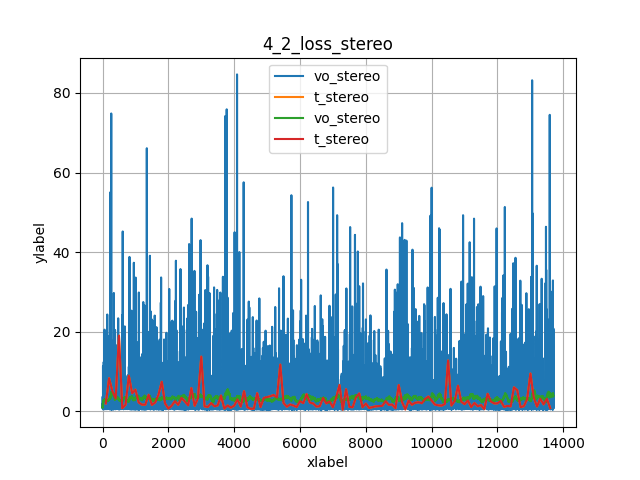 4_2_loss_stereo
vo_stereo
t_stereo
vo_stereo
t_stereo
80
60
40
20
0
ylabel
0 2000 4000 6000 8000 10000 12000 14000
xlabel